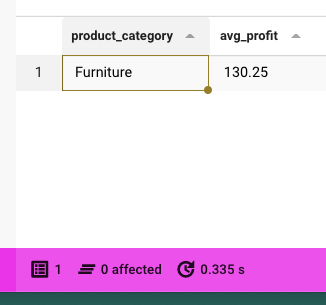 product_category avg_profit
1 Furniture 130.25
1 0 affected 0.335 s